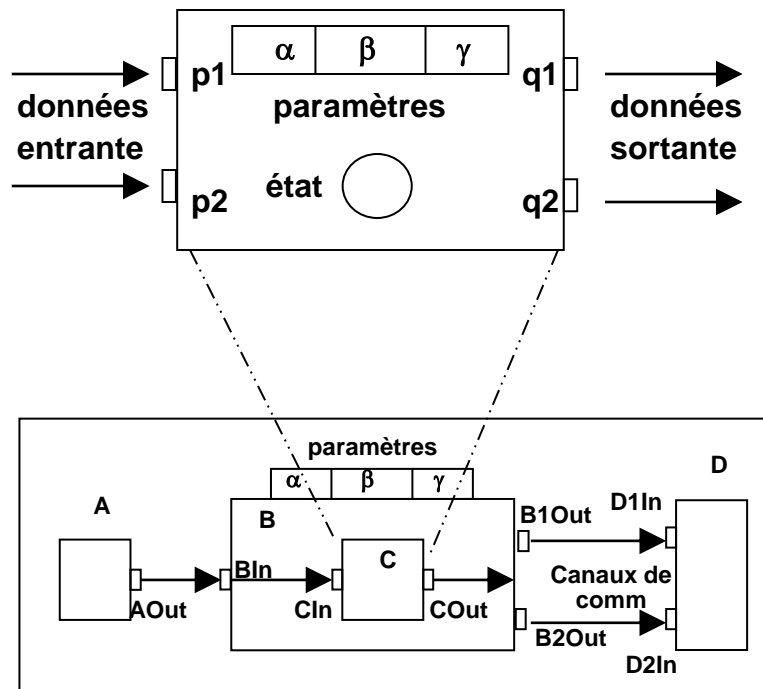 α β γ
p1 q1
données paramètres données
entrante sortante
état
p2 q2
paramètres
α β γ
D
A
B
B1Out D1In
C
BIn
Canaux de
comm
AOut CIn COut
B2Out
D2In